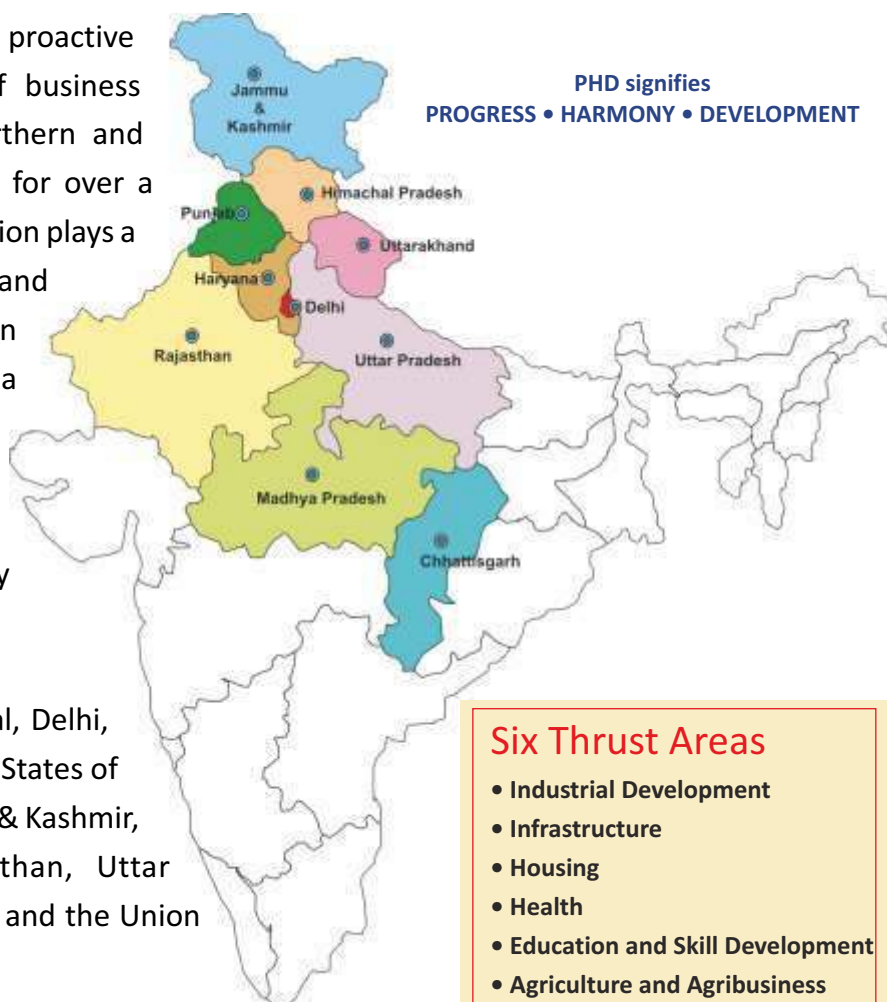 proactive
business
thern and
for over a
ion plays a
and
n
a
y
l, Delhi,
States of
& Kashmir,
than, Uttar
and the Union
PHD signifies
PROGRESS • HARMONY • DEVELOPMENT
Jammu
&
Kashmir
Himachal Pradesh
Punjab
Uttarakhand
Haryana
Delhi
Rajasthan
Uttar Pradesh
Madhya Pradesh
Chhattisgarh
Six Thrust Areas
• Industrial Development
• Infrastructure
• Housing
• Health
• Education and Skill Development
• Agriculture and Agribusiness